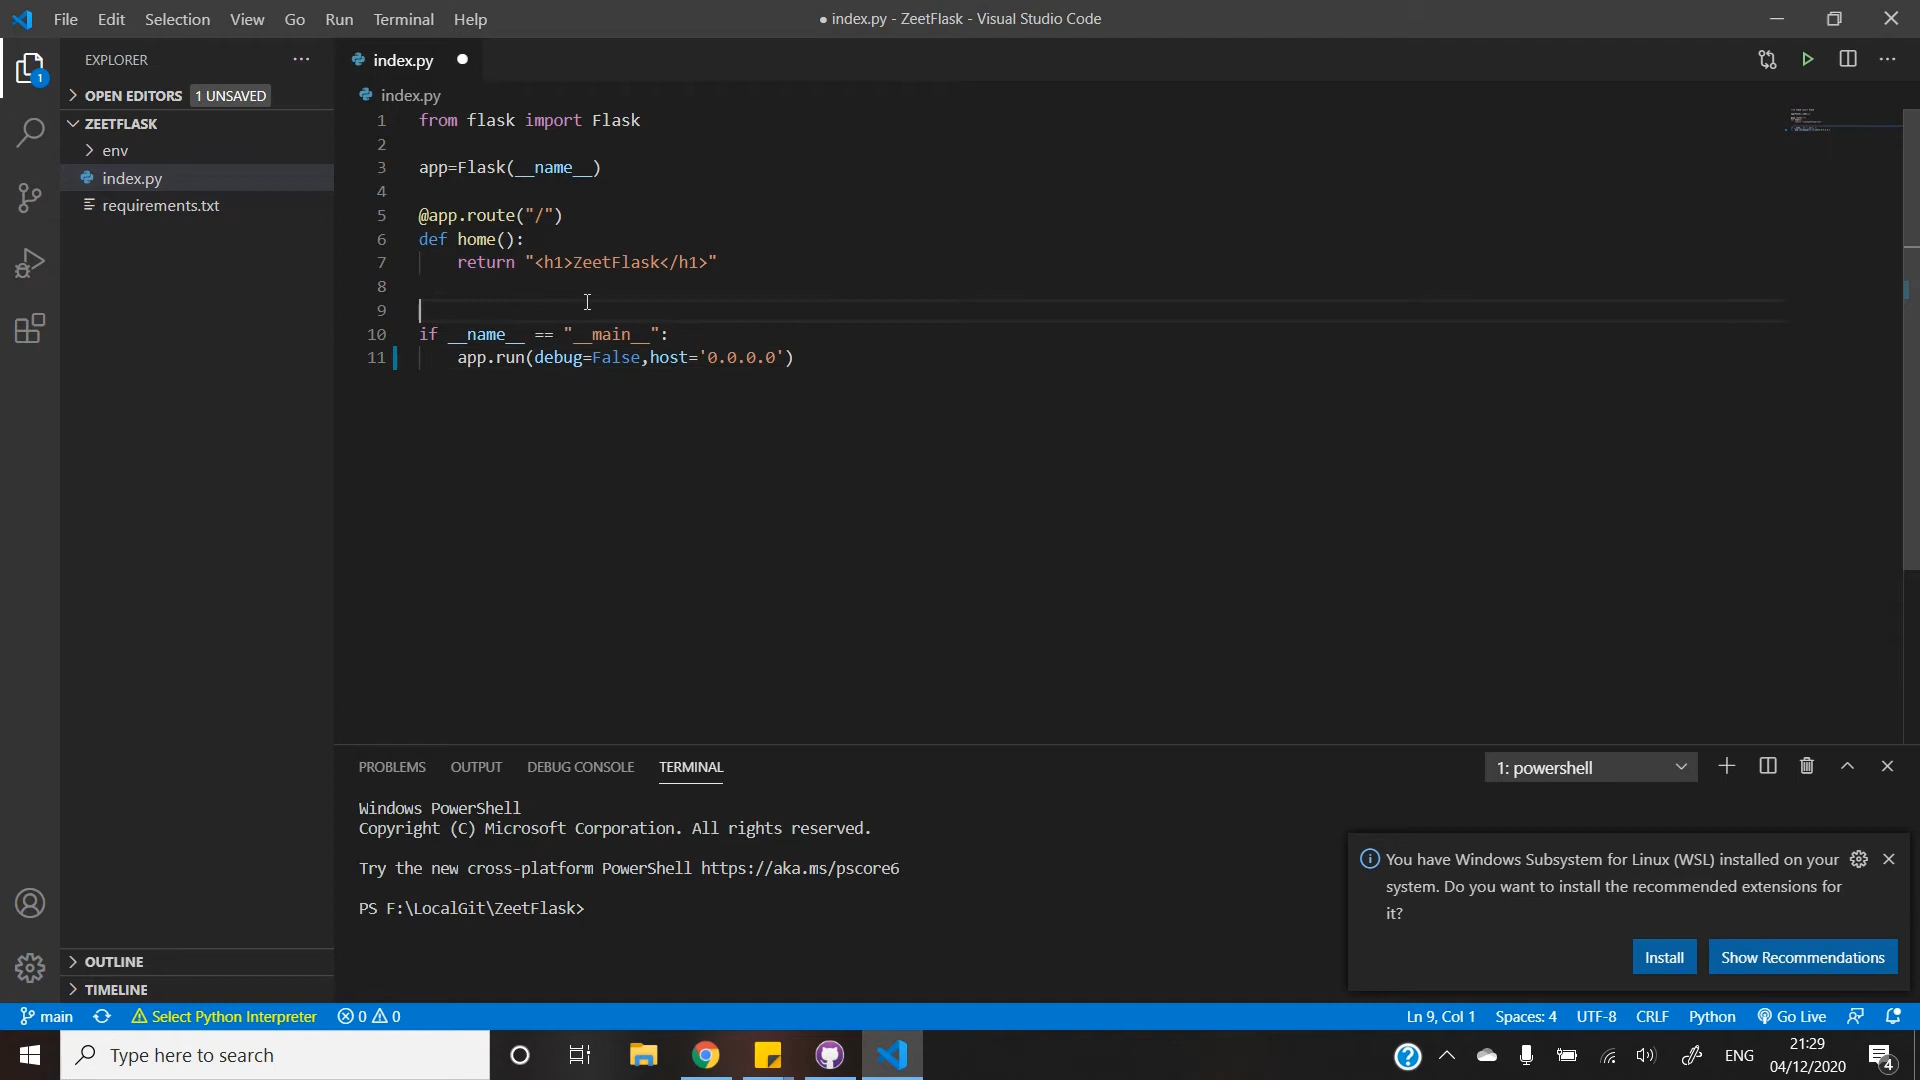 File Edit Selection View Go Run Terminal Help
● index.py - ZeetFlask - Visual Studio Code
1
EXPLORER
OPEN EDITORS 1 UNSAVED
ZEETFLASK
env
index.py
requirements.txt
OUTLINE
TIMELINE
index.py
index.py
1 from flask import Flask
2
3 app=Flask(__name__)
4
5 @app.route("/")
6 def home():
7     return "<h1>ZeetFlask</h1>"
8
9
10 if __name__ == "__main__":
11     app.run(debug=False,host='0.0.0.0')
PROBLEMS OUTPUT DEBUG CONSOLE TERMINAL
1: powershell
Windows PowerShell
Copyright (C) Microsoft Corporation. All rights reserved.
Try the new cross-platform PowerShell https://aka.ms/pscore6
PS F:\LocalGit\ZeetFlask>
You have Windows Subsystem for Linux (WSL) installed on your
system. Do you want to install the recommended extensions for
it?
Install Show Recommendations
main Select Python Interpreter 0 0
Ln 9, Col 1 Spaces: 4 UTF-8 CRLF Python Go Live
Type here to search
ENG
21:29
04/12/2020
4